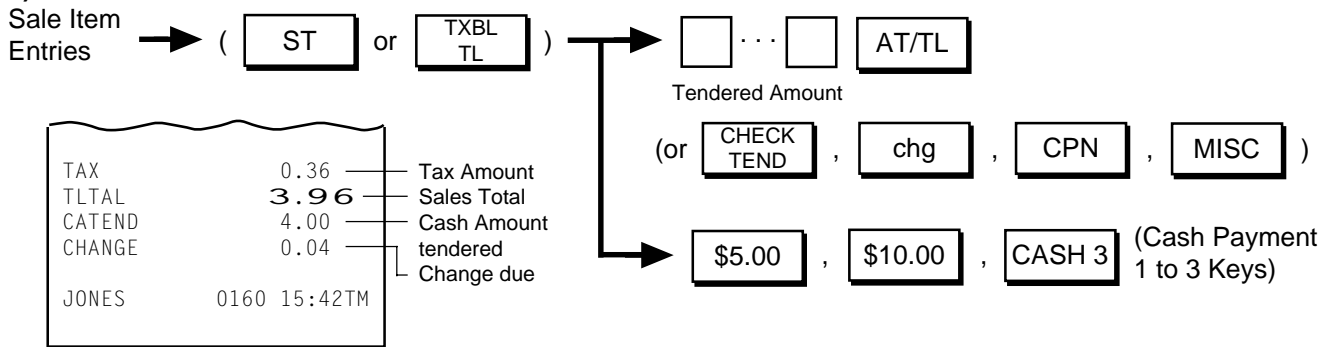 Sale Item
Entries
( ST or TXBL TL )
. . . AT/TL
Tendered Amount
(or CHECK TEND , chg , CPN , MISC )
$5.00 , $10.00 , CASH 3 (Cash Payment
1 to 3 Keys)
TAX 0.36 Tax Amount
TLTAL 3.96 Sales Total
CATEND 4.00 Cash Amount
CHANGE 0.04 tendered
Change due
JONES 0160 15:42TM